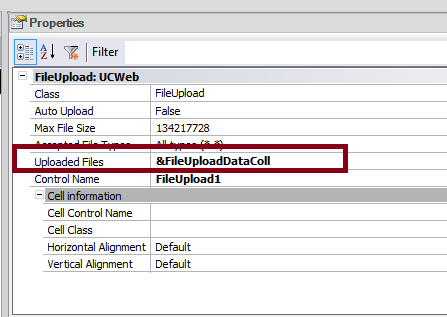 Properties
A Z Filter
FileUpload: UCWeb
Class FileUpload
Auto Upload False
Max File Size 134217728
Accepted File Types All types (*.*)
Uploaded Files &FileUploadDataColl
Control Name FileUpload1
Cell information
Cell Control Name
Cell Class
Horizontal Alignment Default
Vertical Alignment Default